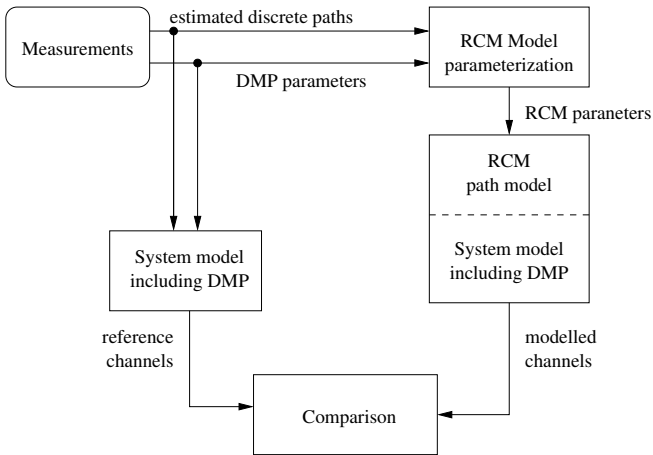 estimated discrete paths
Measurements
DMP parameters
RCM Model
parameterization
RCM paraneters
RCM
path model
System model
including DMP
System model
including DMP
reference
channels
modelled
channels
Comparison